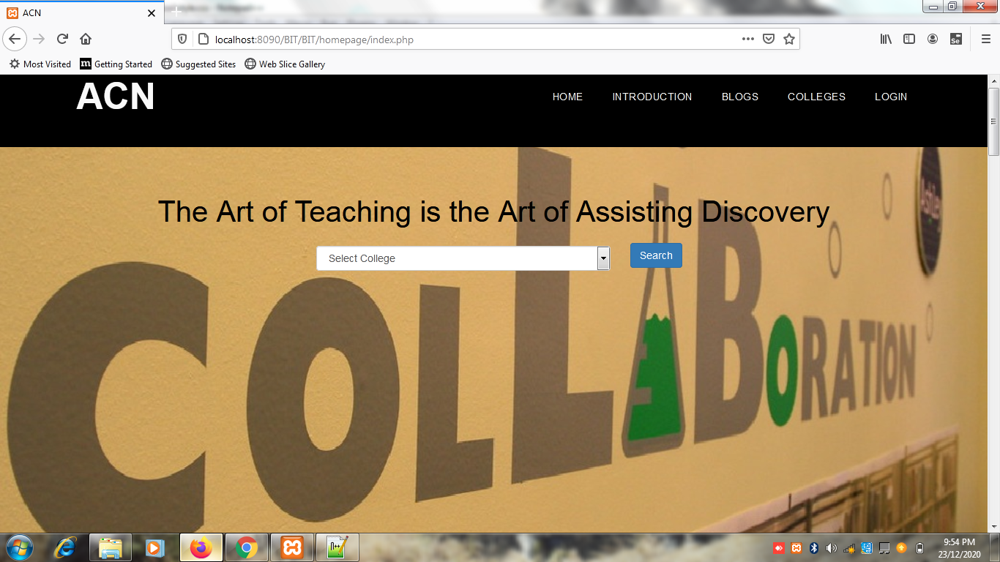 ACN
localhost:8090/BIT/BIT/homepage/index.php
Most Visited
Getting Started
Suggested Sites
Web Slice Gallery
ACN
HOME INTRODUCTION BLOGS COLLEGES LOGIN
The Art of Teaching is the Art of Assisting Discovery
Select College
Search
COLLABORATION
Ashley
9:54 PM
23/12/2020